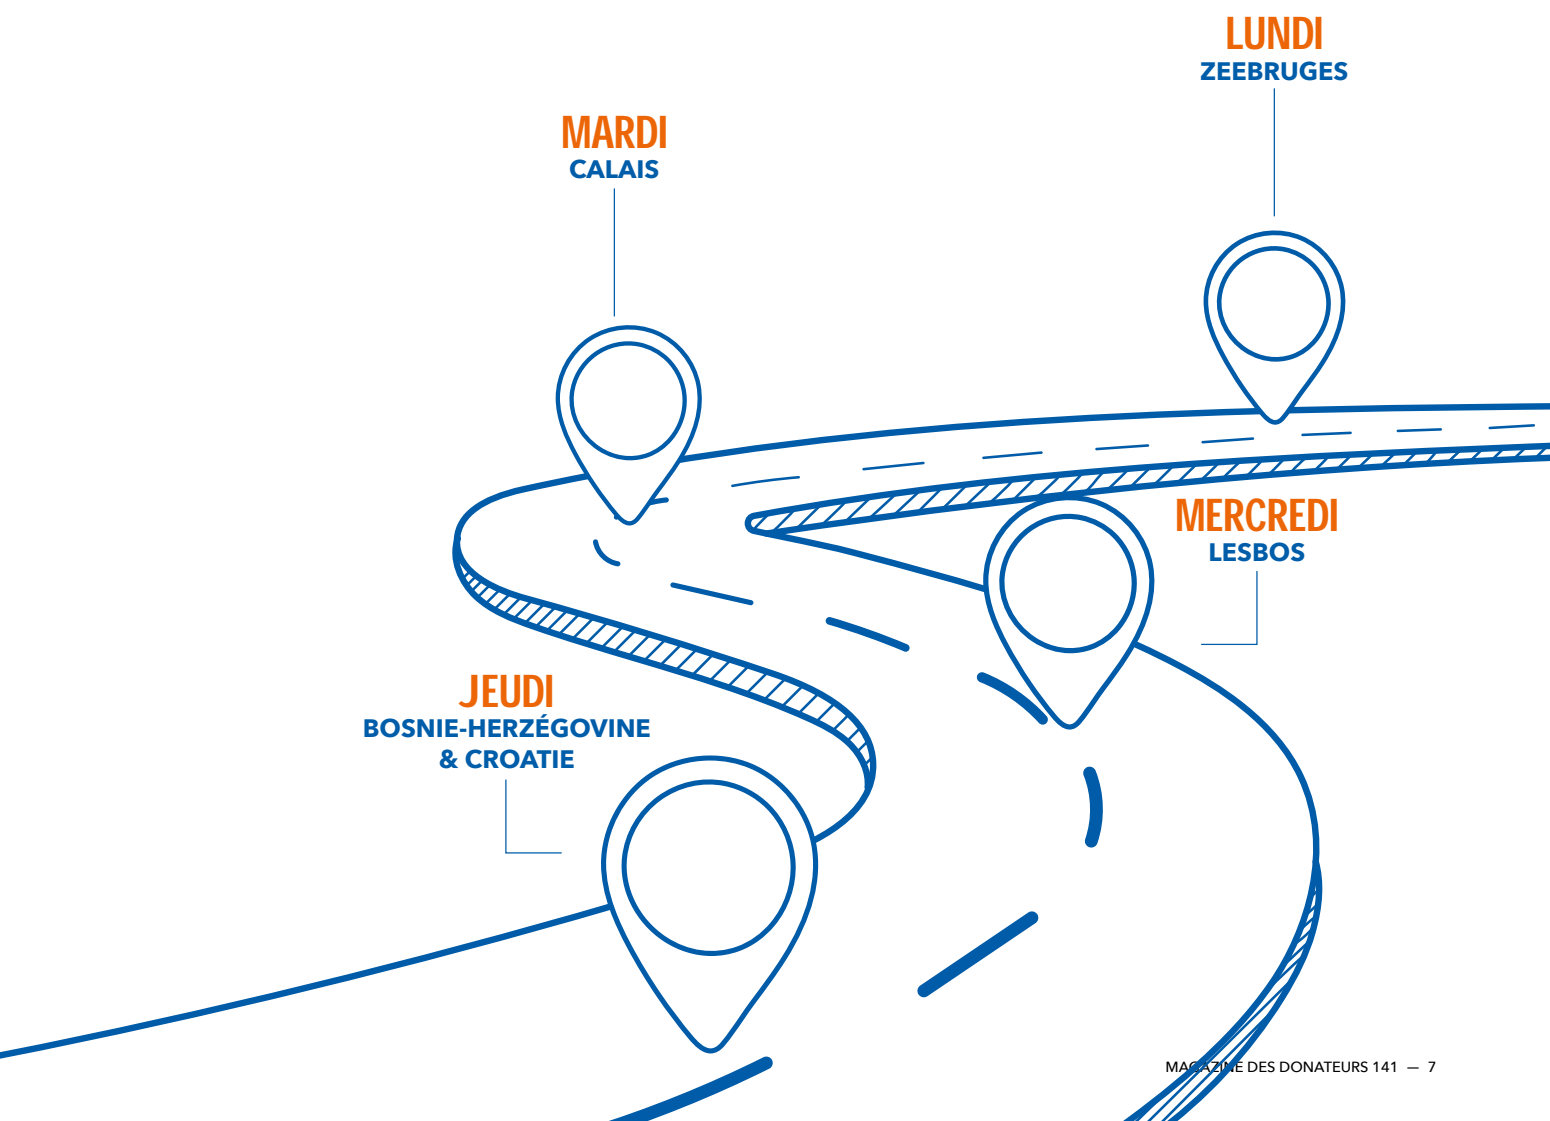 LUNDI
ZEEBRUGES
MARDI
CALAIS
MERCREDI
LESBOS
JEUDI
BOSNIE-HERZÉGOVINE
& CROATIE
MAGAZINE DES DONATEURS 141 — 7